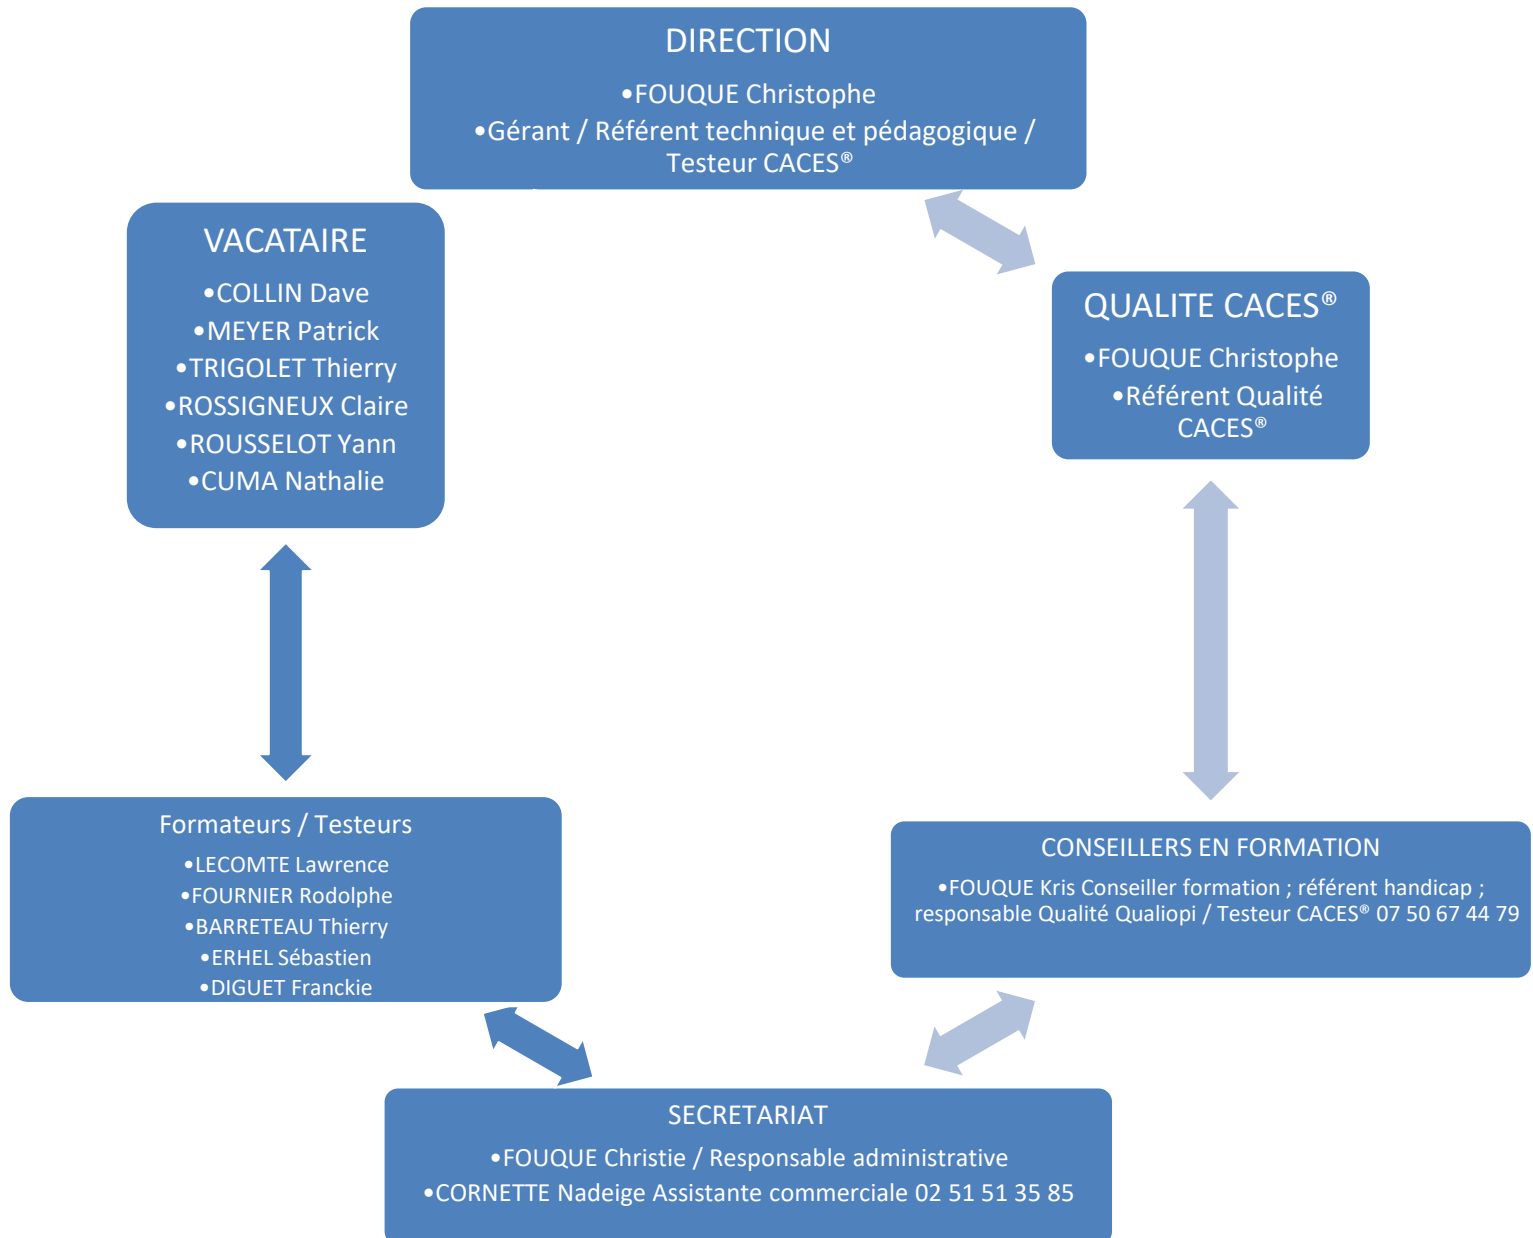 DIRECTION
•FOUQUE Christophe
•Gérant / Référent technique et pédagogique /
Testeur CACES®
VACATAIRE
•COLLIN Dave
•MEYER Patrick
•TRIGOLET Thierry
•ROSSIGNEUX Claire
•ROUSSELOT Yann
•CUMA Nathalie
QUALITE CACES®
•FOUQUE Christophe
•Référent Qualité
CACES®
Formateurs / Testeurs
•LECOMTE Lawrence
•FOURNIER Rodolphe
•BARRETEAU Thierry
•ERHEL Sébastien
•DIGUET Franckie
CONSEILLERS EN FORMATION
•FOUQUE Kris Conseiller formation ; référent handicap ;
responsable Qualité Qualiopi / Testeur CACES® 07 50 67 44 79
SECRETARIAT
•FOUQUE Christie / Responsable administrative
•CORNETTE Nadeige Assistante commerciale 02 51 51 35 85